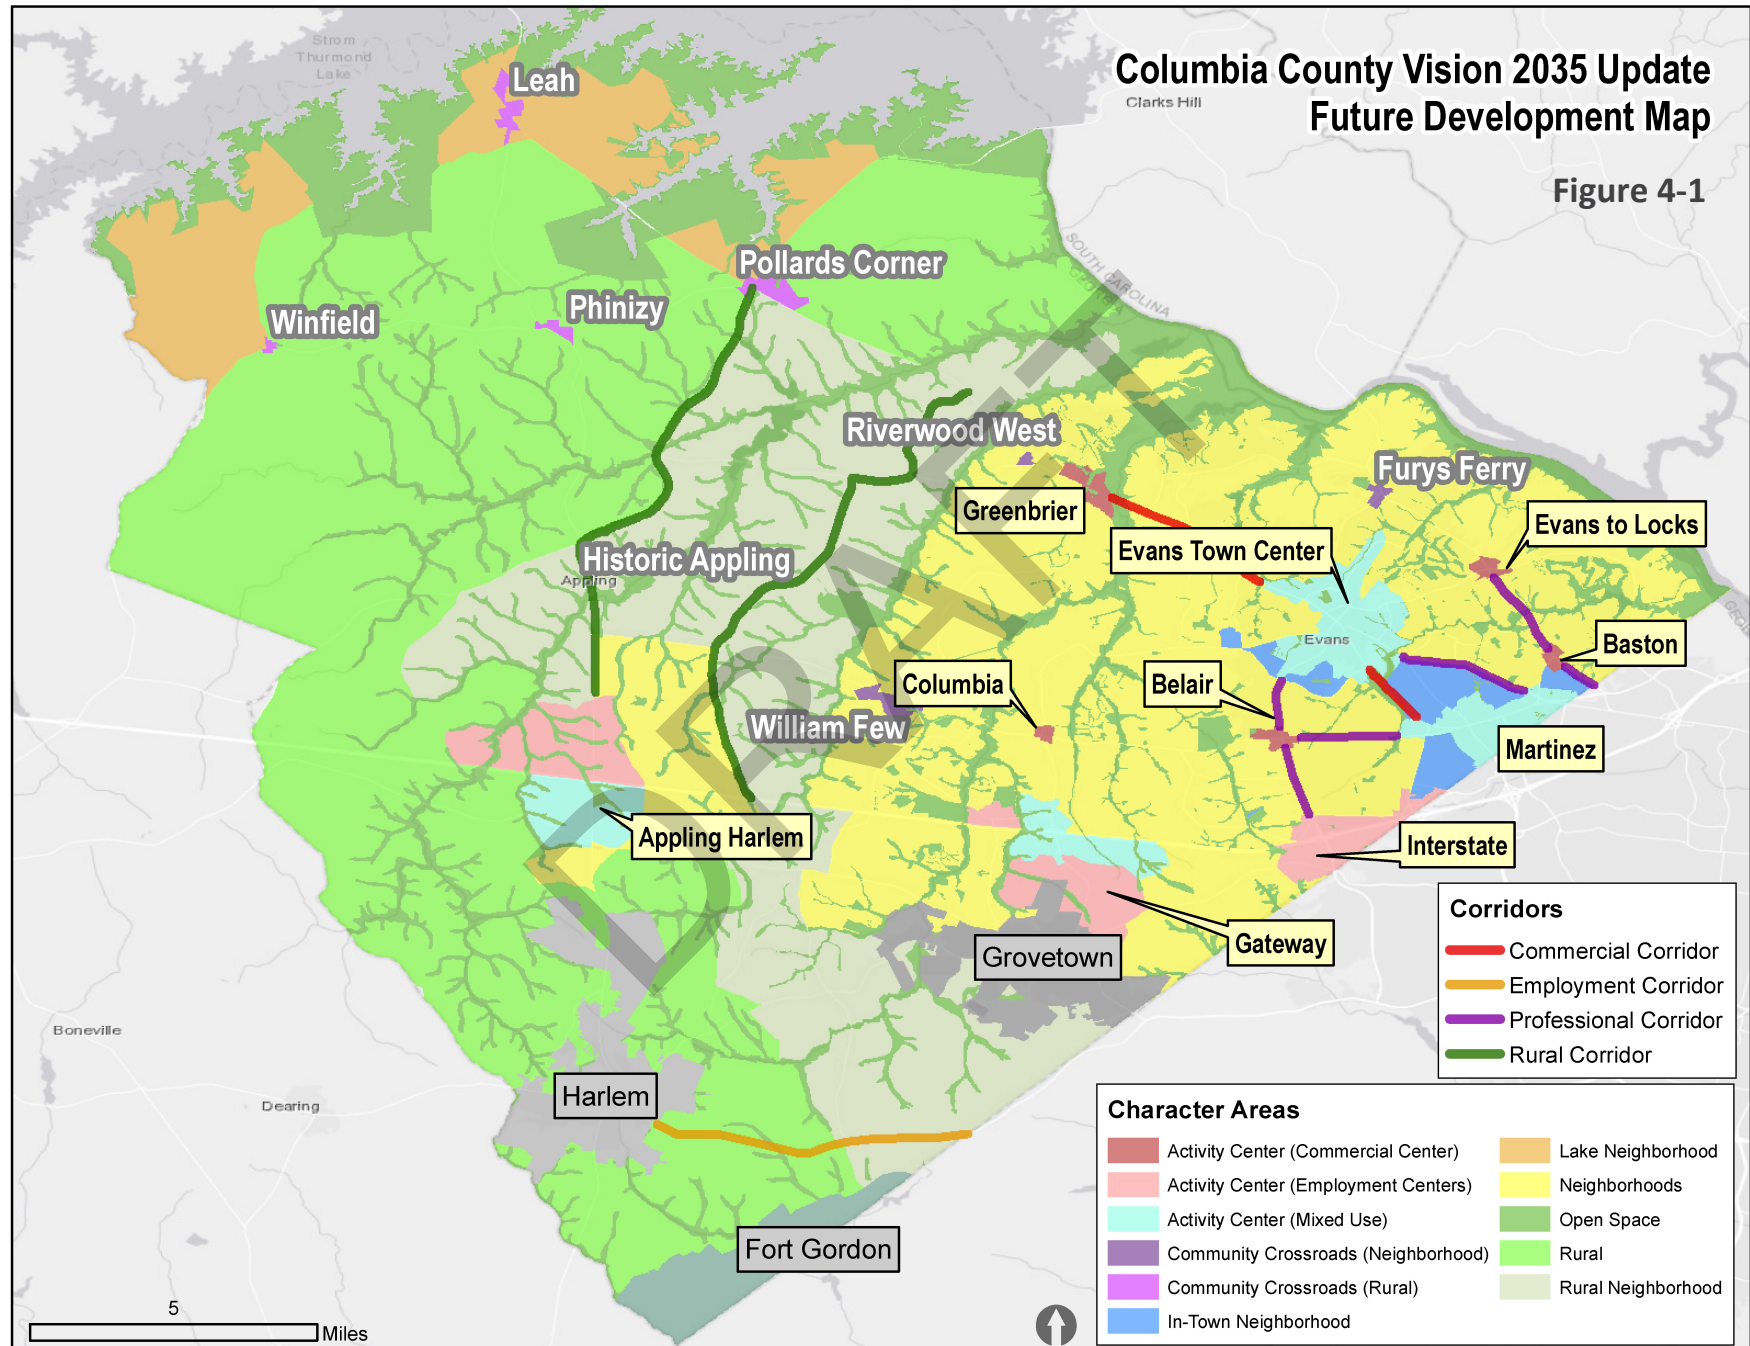 Columbia County Vision 2035 Update
Future Development Map
Figure 4-1
Strom
Thurmond
Lake
Leah
Clarks Hill
SOUTH CAROLINA
GEORGIA
Pollards Corner
Phinizy
Winfield
Riverwood West
Furys Ferry
Greenbrier
Evans to Locks
Evans Town Center
Historic Appling
Appling
Evans
Baston
Columbia
Belair
William Few
Martinez
Appling Harlem
Interstate
Gateway
Grovetown
Boneville
Harlem
Dearing
Fort Gordon
DRAFT
Corridors
Commercial Corridor
Employment Corridor
Professional Corridor
Rural Corridor
Character Areas
Activity Center (Commercial Center)
Activity Center (Employment Centers)
Activity Center (Mixed Use)
Community Crossroads (Neighborhood)
Community Crossroads (Rural)
In-Town Neighborhood
Lake Neighborhood
Neighborhoods
Open Space
Rural
Rural Neighborhood
5
Miles